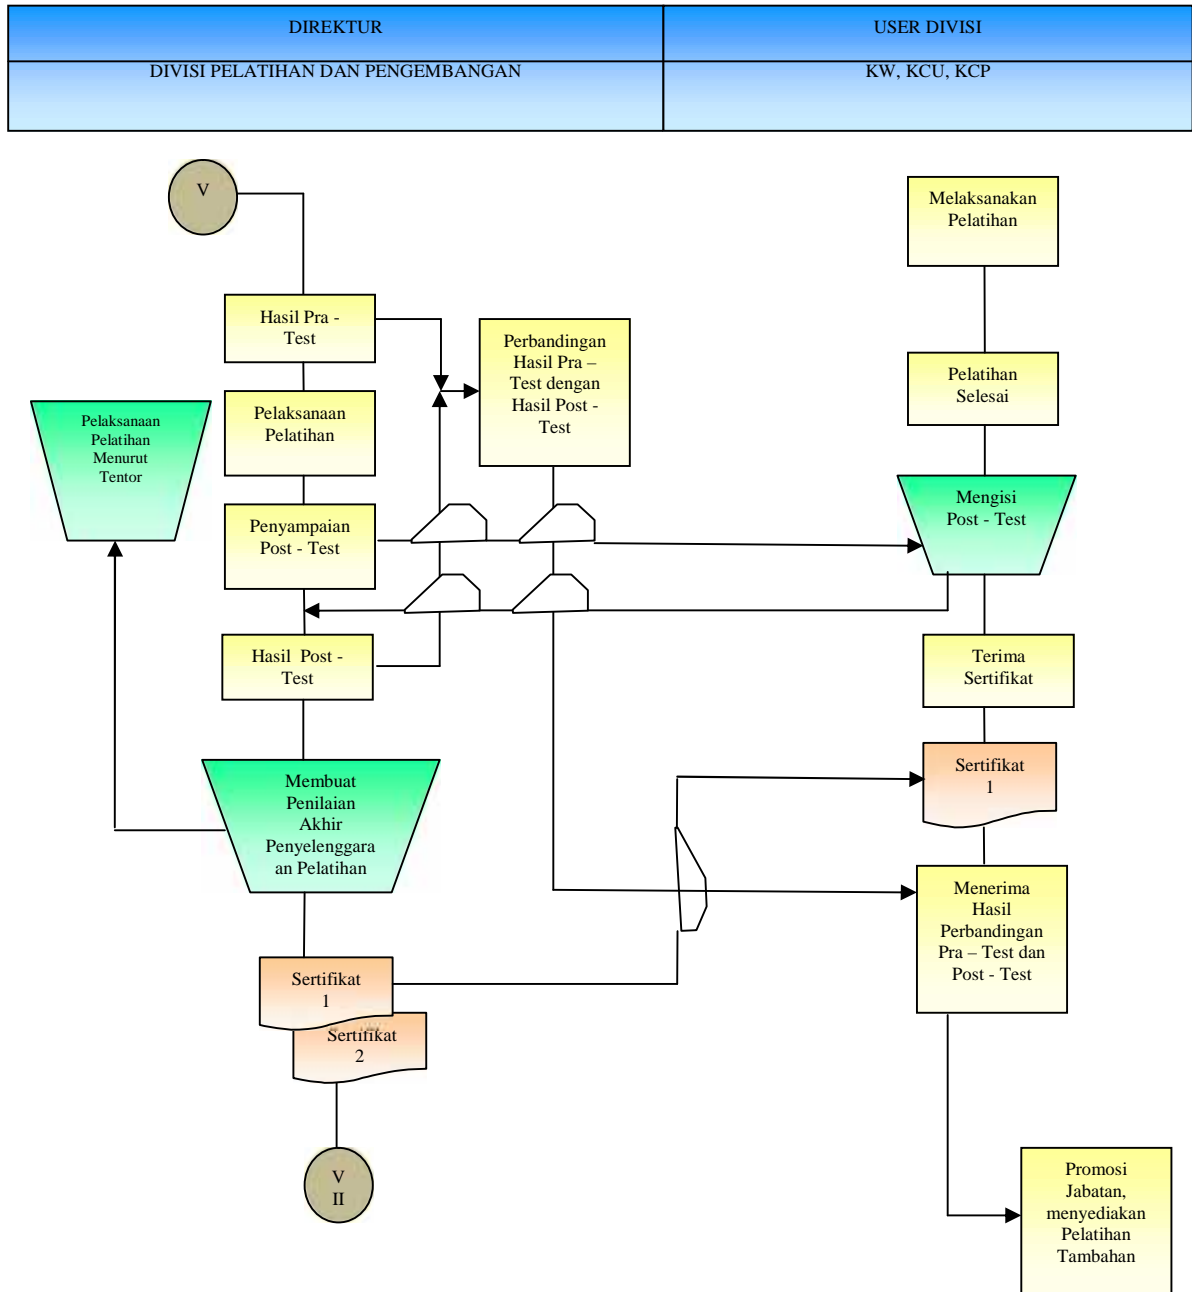 DIREKTUR
USER DIVISI
DIVISI PELATIHAN DAN PENGEMBANGAN
KW, KCU, KCP
V
Hasil Pra -
Test
Pelaksanaan
Pelatihan
Penyampaian
Post - Test
Hasil Post -
Test
Pelaksanaan
Pelatihan
Menurut
Tentor
Membuat
Penilaian
Akhir
Penyelenggara
an Pelatihan
Sertifikat
1
Sertifikat
2
V
II
Perbandingan
Hasil Pra –
Test dengan
Hasil Post -
Test
Melaksanakan
Pelatihan
Pelatihan
Selesai
Mengisi
Post - Test
Terima
Sertifikat
Sertifikat
1
Menerima
Hasil
Perbandingan
Pra – Test dan
Post - Test
Promosi
Jabatan,
menyediakan
Pelatihan
Tambahan